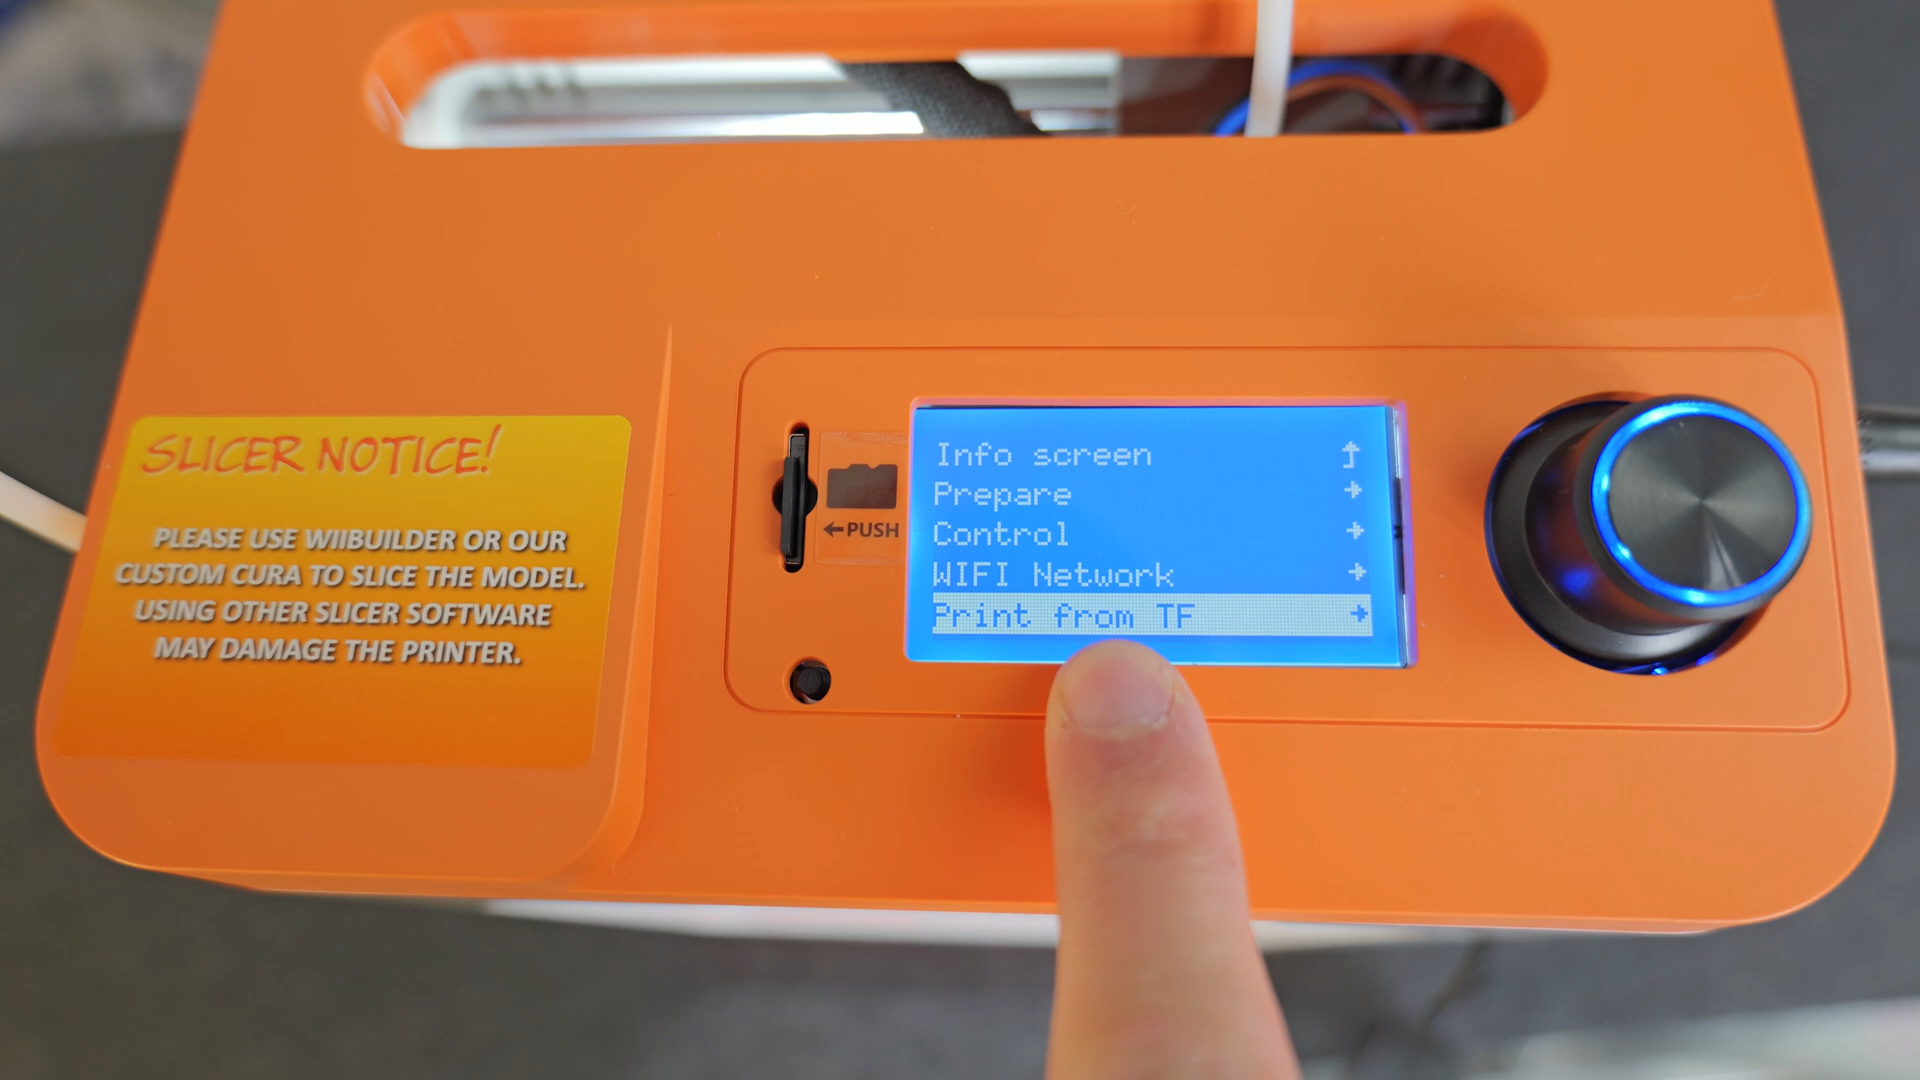 SLICER NOTICE!
PLEASE USE WIIBUILDER OR OUR
CUSTOM CURA TO SLICE THE MODEL.
USING OTHER SLICER SOFTWARE
MAY DAMAGE THE PRINTER.
←PUSH
Info screen
Prepare
Control
WIFI Network
Print from TF